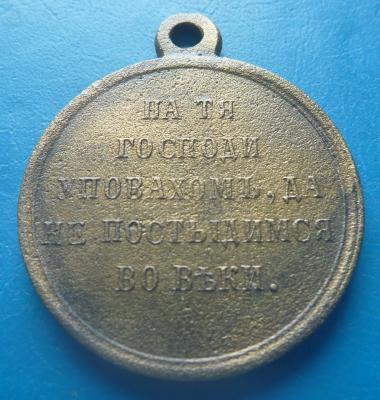 НА ТЯ
ГОСПОДИ
УПОВАХОМЪ, ДА
НЕ ПОСТЫДИМСЯ
ВО ВѢКИ.